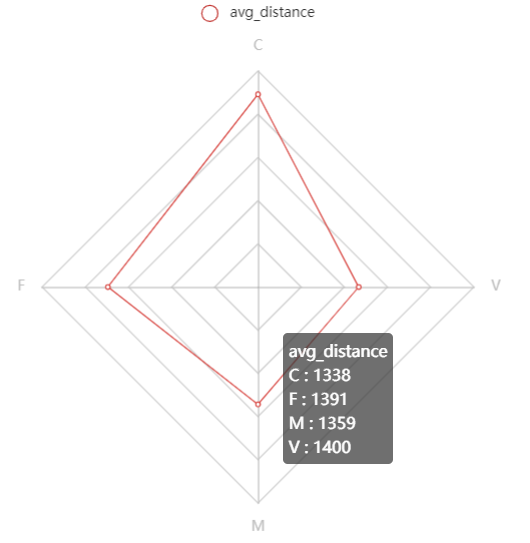 avg_distance
C
F
V
avg_distance
C : 1338
F : 1391
M : 1359
V : 1400
M